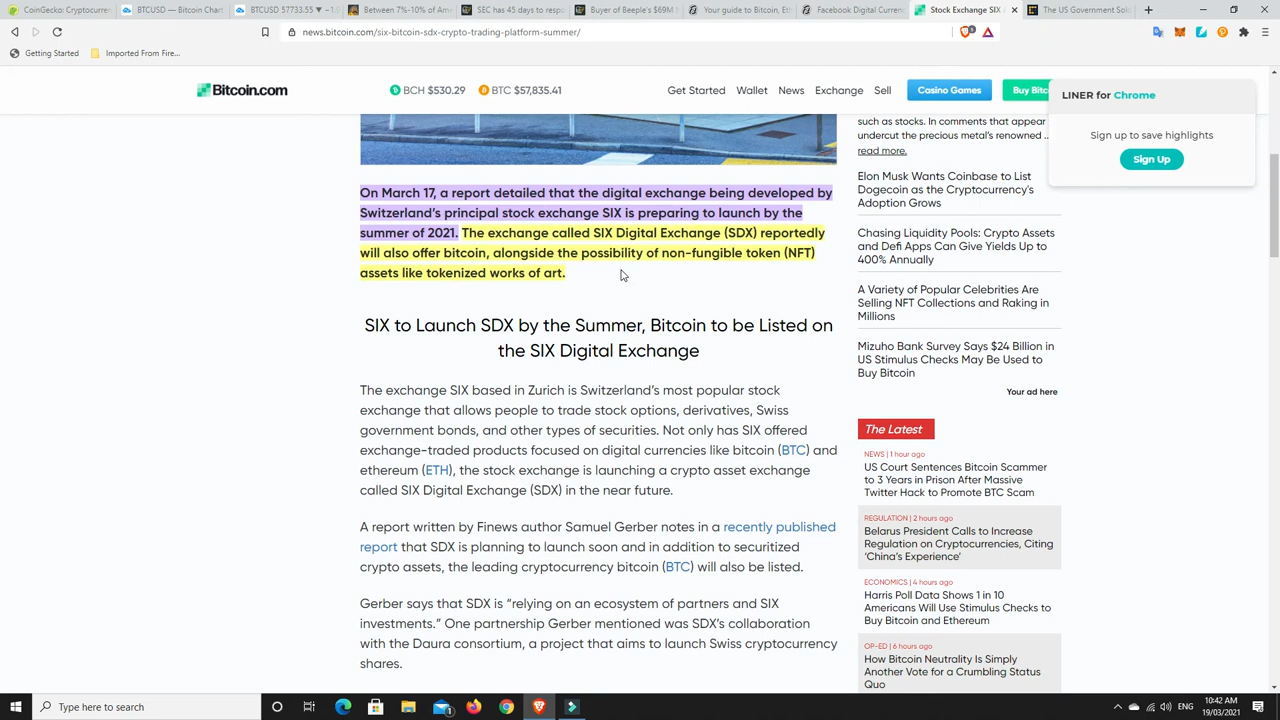 CoinGecko: Cryptocurren
BTCUSD — Bitcoin Chart
BTCUSD 57733.55 ▼ −1.
Between 7%-10% of Ame
SEC has 45 days to respo
Buyer of Beeple's $69M
Your guide to Bitcoin, Et
Facebook Digital Currenc
Stock Exchange SIX
The US Government Sold
news.bitcoin.com/six-bitcoin-sdx-crypto-trading-platform-summer/
Getting Started
Imported From Fire...
Bitcoin.com
BCH $530.29
BTC $57,835.41
Get Started
Wallet
News
Exchange
Sell
Casino Games
Buy Bitc
LINER for Chrome
Sign up to save highlights
Sign Up
On March 17, a report detailed that the digital exchange being developed by
Switzerland's principal stock exchange SIX is preparing to launch by the
summer of 2021. The exchange called SIX Digital Exchange (SDX) reportedly
will also offer bitcoin, alongside the possibility of non-fungible token (NFT)
assets like tokenized works of art.
SIX to Launch SDX by the Summer, Bitcoin to be Listed on
the SIX Digital Exchange
The exchange SIX based in Zurich is Switzerland's most popular stock
exchange that allows people to trade stock options, derivatives, Swiss
government bonds, and other types of securities. Not only has SIX offered
exchange-traded products focused on digital currencies like bitcoin (BTC) and
ethereum (ETH), the stock exchange is launching a crypto asset exchange
called SIX Digital Exchange (SDX) in the near future.
A report written by Finews author Samuel Gerber notes in a recently published
report that SDX is planning to launch soon and in addition to securitized
crypto assets, the leading cryptocurrency bitcoin (BTC) will also be listed.
Gerber says that SDX is “relying on an ecosystem of partners and SIX
investments.” One partnership Gerber mentioned was SDX's collaboration
with the Daura consortium, a project that aims to launch Swiss cryptocurrency
shares.
such as stocks. In comments that appear
undercut the precious metal's renowned ..
read more.
Elon Musk Wants Coinbase to List
Dogecoin as the Cryptocurrency's
Adoption Grows
Chasing Liquidity Pools: Crypto Assets
and Defi Apps Can Give Yields Up to
400% Annually
A Variety of Popular Celebrities Are
Selling NFT Collections and Raking in
Millions
Mizuho Bank Survey Says $24 Billion in
US Stimulus Checks May Be Used to
Buy Bitcoin
Your ad here
The Latest
NEWS | 1 hour ago
US Court Sentences Bitcoin Scammer
to 3 Years in Prison After Massive
Twitter Hack to Promote BTC Scam
REGULATION | 2 hours ago
Belarus President Calls to Increase
Regulation on Cryptocurrencies, Citing
‘China's Experience’
ECONOMICS | 4 hours ago
Harris Poll Data Shows 1 in 10
Americans Will Use Stimulus Checks to
Buy Bitcoin and Ethereum
OP-ED | 6 hours ago
How Bitcoin Neutrality Is Simply
Another Vote for a Crumbling Status
Quo
Type here to search
ENG
10:42 AM
19/03/2021